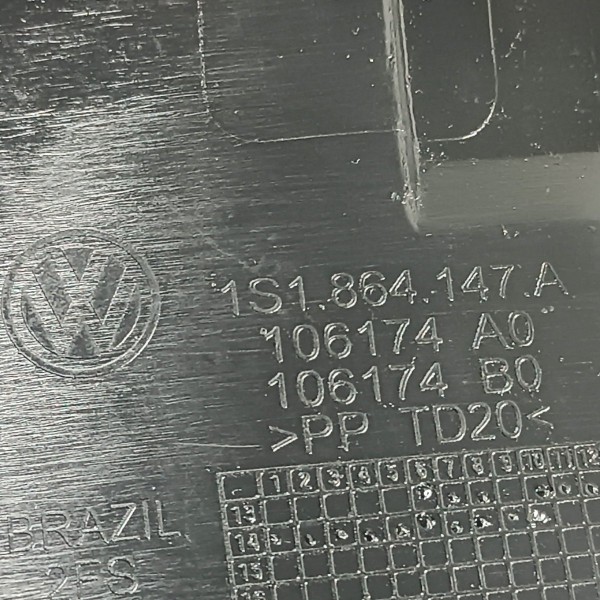 1S1.864.147.A
106174 A0
106174 B0
>PP TD20<
1 2 3 4 5 6 7 8 9 10 11 12
13
14
15
BRAZIL